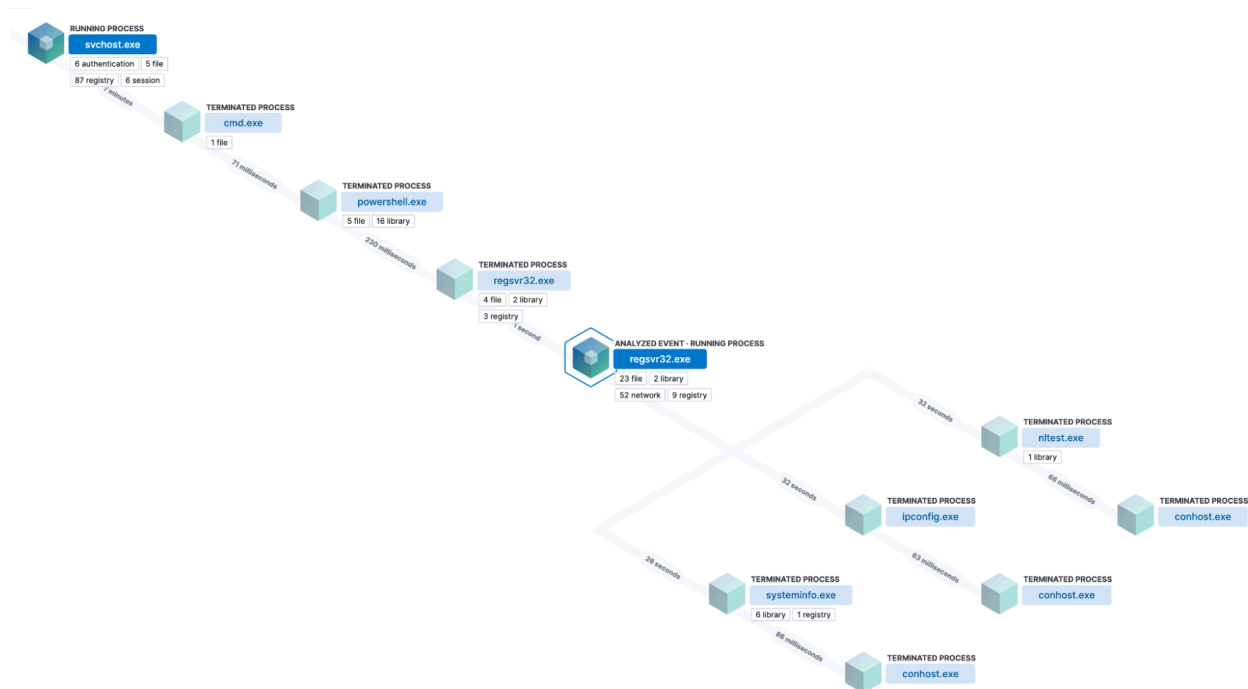 RUNNING PROCESS
svchost.exe
6 authentication 5 file
87 registry 6 session
minutes
TERMINATED PROCESS
cmd.exe
1 file
71 milliseconds
TERMINATED PROCESS
powershell.exe
5 file 16 library
230 milliseconds
TERMINATED PROCESS
regsvr32.exe
4 file 2 library
3 registry
second
ANALYZED EVENT · RUNNING PROCESS
regsvr32.exe
23 file 2 library
52 network 9 registry
32 seconds
TERMINATED PROCESS
nltest.exe
1 library
66 milliseconds
TERMINATED PROCESS
conhost.exe
32 seconds
TERMINATED PROCESS
ipconfig.exe
63 milliseconds
TERMINATED PROCESS
conhost.exe
26 seconds
TERMINATED PROCESS
systeminfo.exe
6 library 1 registry
milliseconds
TERMINATED PROCESS
conhost.exe